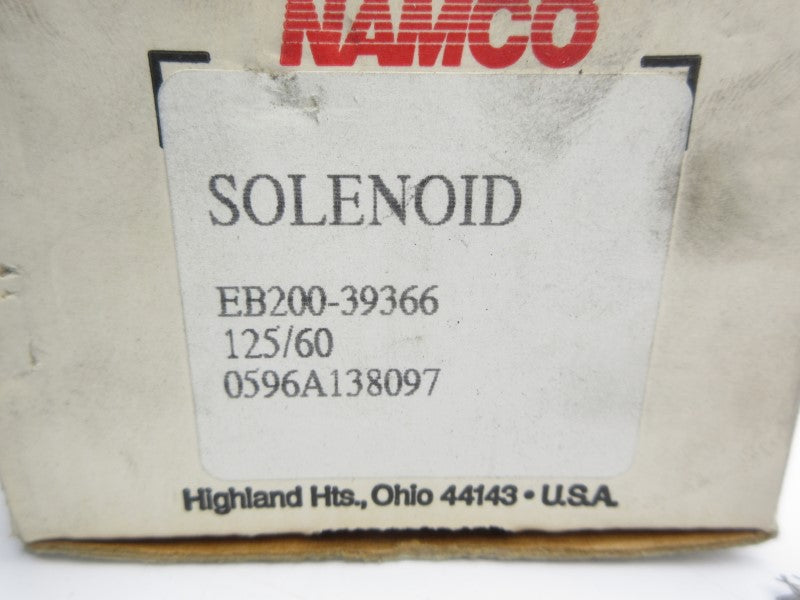 NAMCO
SOLENOID
EB200-39366
125/60
0596A138097
Highland Hts., Ohio 44143 • U.S.A.